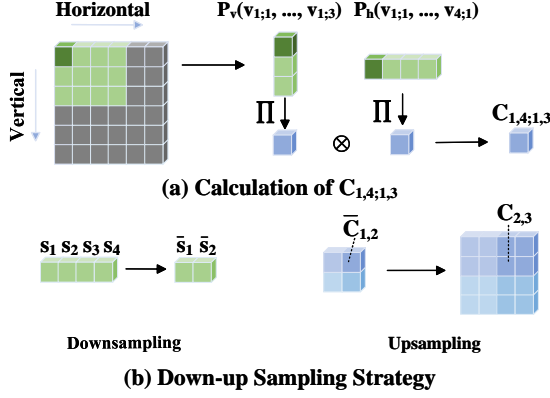 Horizontal
Vertical
P_v(v_{1;1}, ..., v_{1;3})
P_h(v_{1;1}, ..., v_{4;1})
∏
⊗
∏
C_{1,4;1,3}
(a) Calculation of C_{1,4;1,3}
s_1 s_2 s_3 s_4
s̄_1 s̄_2
C̄_{1,2}
C_{2,3}
Downsampling
Upsampling
(b) Down-up Sampling Strategy